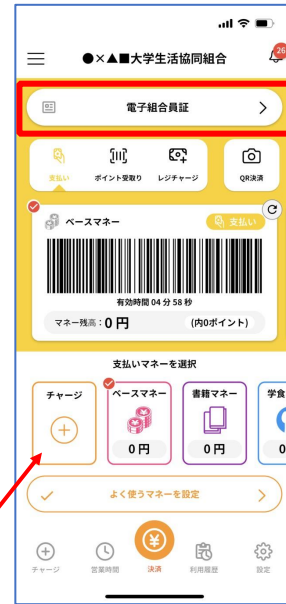 ●×▲■大学生活協同組合
26
電子組合員証
支払い ポイント受取り レジチャージ QR決済
ベースマネー 支払い
有効時間 04 分 58 秒
マネー残高：0 円 (内0ポイント)
支払いマネーを選択
チャージ ベースマネー 書籍マネー 学食
0 円 0 円 0
よく使うマネーを設定
チャージ 営業時間 決済 利用履歴 設定